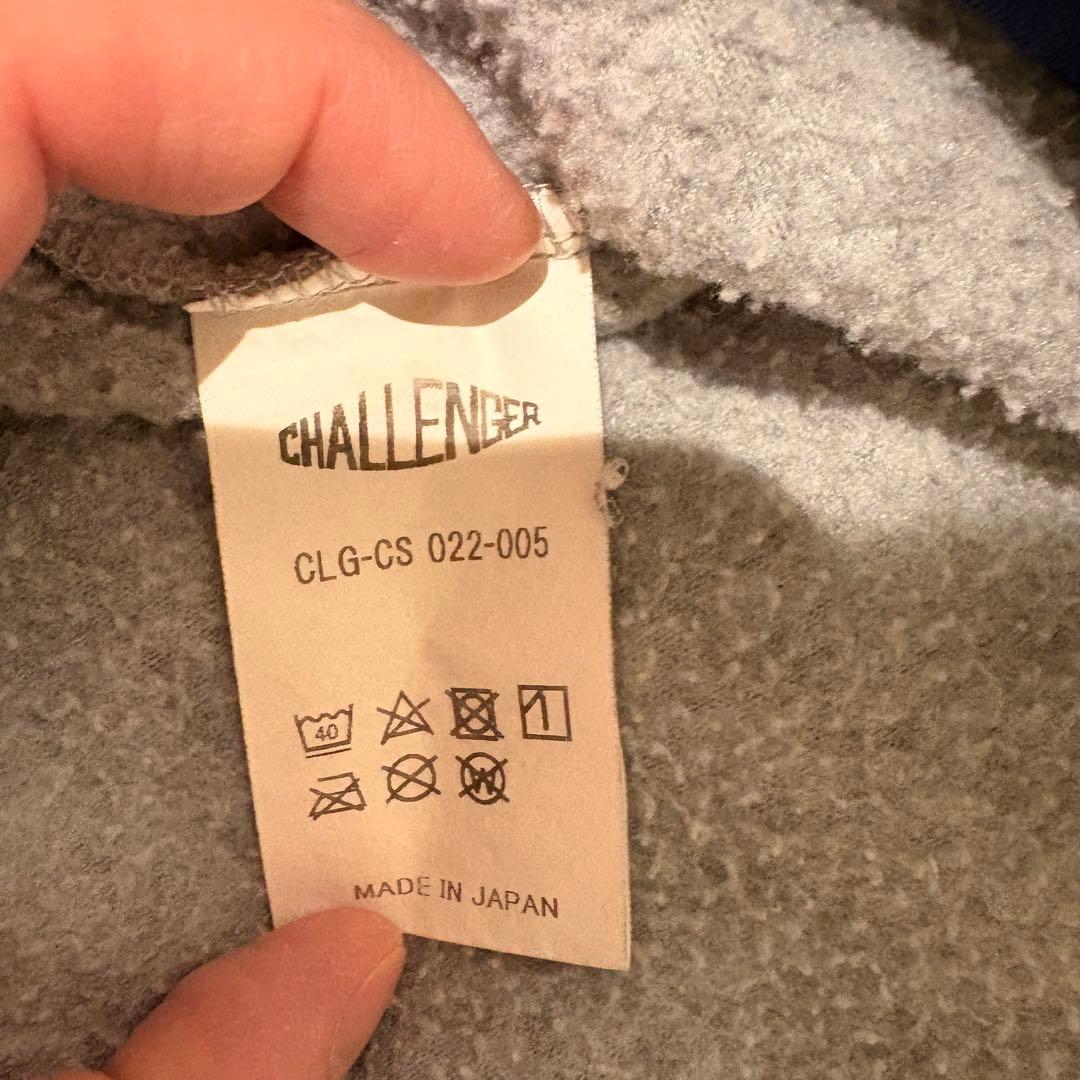 CHALLENGER
CLG-CS 022-005
40
W
MADE IN JAPAN